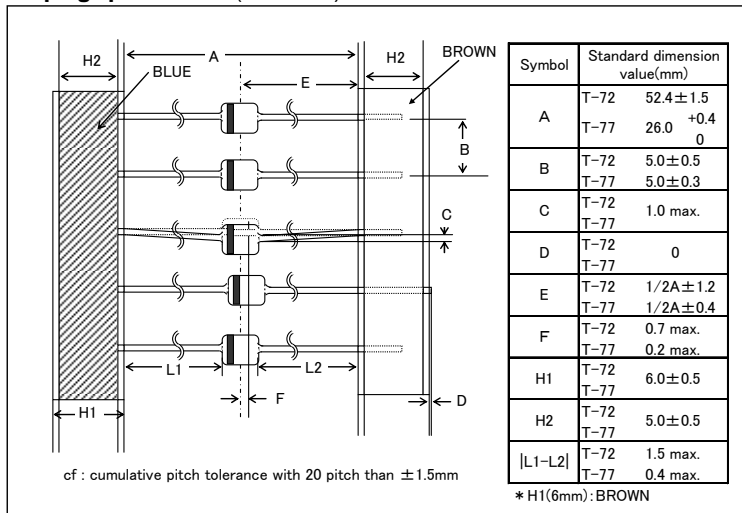 H2
A
H2
BROWN
BLUE
E
B
C
L1
L2
F
D
H1
cf : cumulative pitch tolerance with 20 pitch than ±1.5mm
Symbol Standard dimension value(mm)
A T-72 52.4±1.5
T-77 26.0 +0.4 0
B T-72 5.0±0.5
T-77 5.0±0.3
C T-72 1.0 max.
T-77
D T-72 0
T-77
E T-72 1/2A±1.2
T-77 1/2A±0.4
F T-72 0.7 max.
T-77 0.2 max.
H1 T-72 6.0±0.5
T-77
H2 T-72 5.0±0.5
T-77
|L1-L2| T-72 1.5 max.
T-77 0.4 max.
*H1(6mm):BROWN